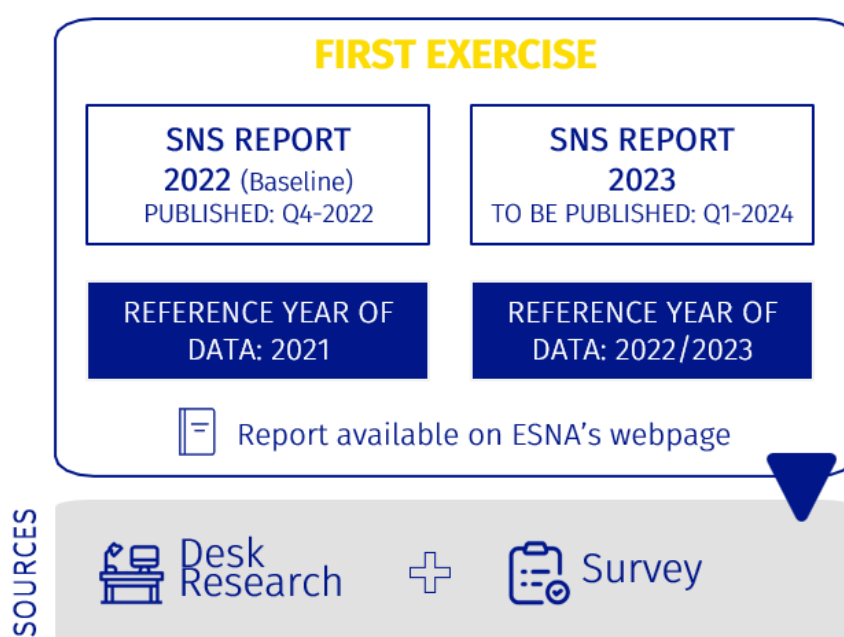 FIRST EXERCISE
SNS REPORT
2022 (Baseline)
PUBLISHED: Q4-2022
SNS REPORT
2023
TO BE PUBLISHED: Q1-2024
REFERENCE YEAR OF
DATA: 2021
REFERENCE YEAR OF
DATA: 2022/2023
Report available on ESNA’s webpage
SOURCES
Desk
Research
Survey